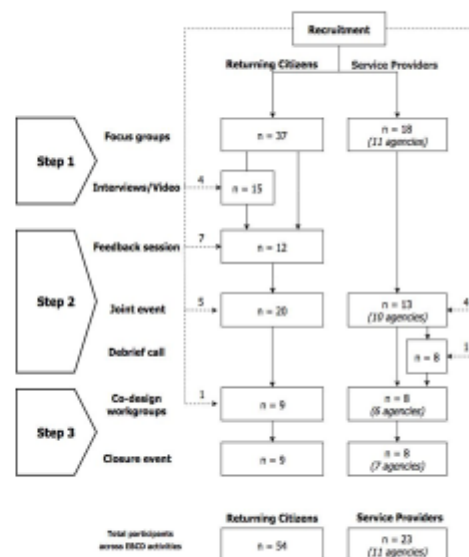 Recruitment
Returning Citizens Service Providers
Step 1
Focus groups
n = 37
n = 18
(11 agencies)
Interviews/Video
4
n = 15
Step 2
Feedback session
7
n = 12
Joint event
5
n = 20
n = 13
(10 agencies)
4
Debrief call
n = 8
1
Step 3
Co-design
workgroups
1
n = 9
n = 8
(6 agencies)
Closure event
n = 9
n = 8
(7 agencies)
Returning Citizens Service Providers
Total participants
across EBCD activities
n = 54
n = 23
(11 agencies)